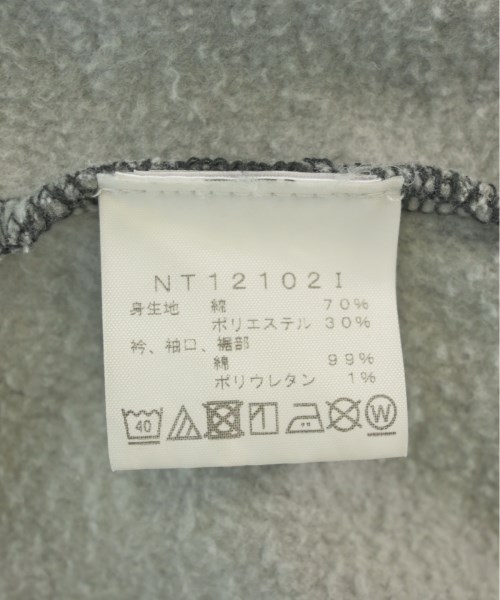 NT12102I
身生地 綿 70%
ポリエステル 30%
衿、袖口、裾部
綿 99%
ポリウレタン 1%
40 W